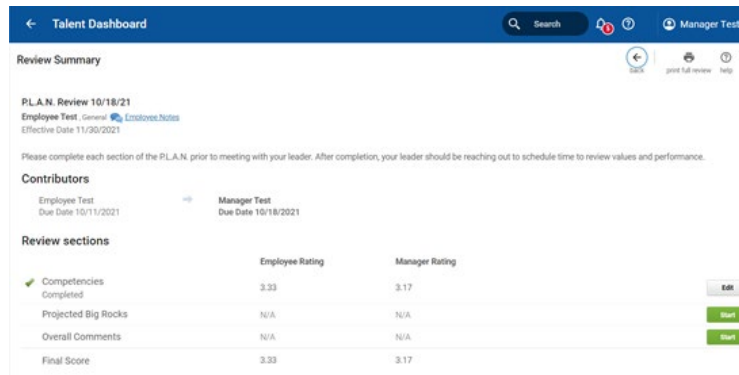 Talent Dashboard Search 5 Manager Test
Review Summary
back print full review help
P.L.A.N. Review 10/18/21
Employee Test , General Employee Notes
Effective Date 11/30/2021
Please complete each section of the P.L.A.N. prior to meeting with your leader. After completion, your leader should be reaching out to schedule time to review values and performance.
Contributors
Employee Test Manager Test
Due Date 10/11/2021 Due Date 10/18/2021
Review sections
Employee Rating Manager Rating
Competencies 3.33 3.17 Edit
Completed
Projected Big Rocks N/A N/A Start
Overall Comments N/A N/A Start
Final Score 3.33 3.17